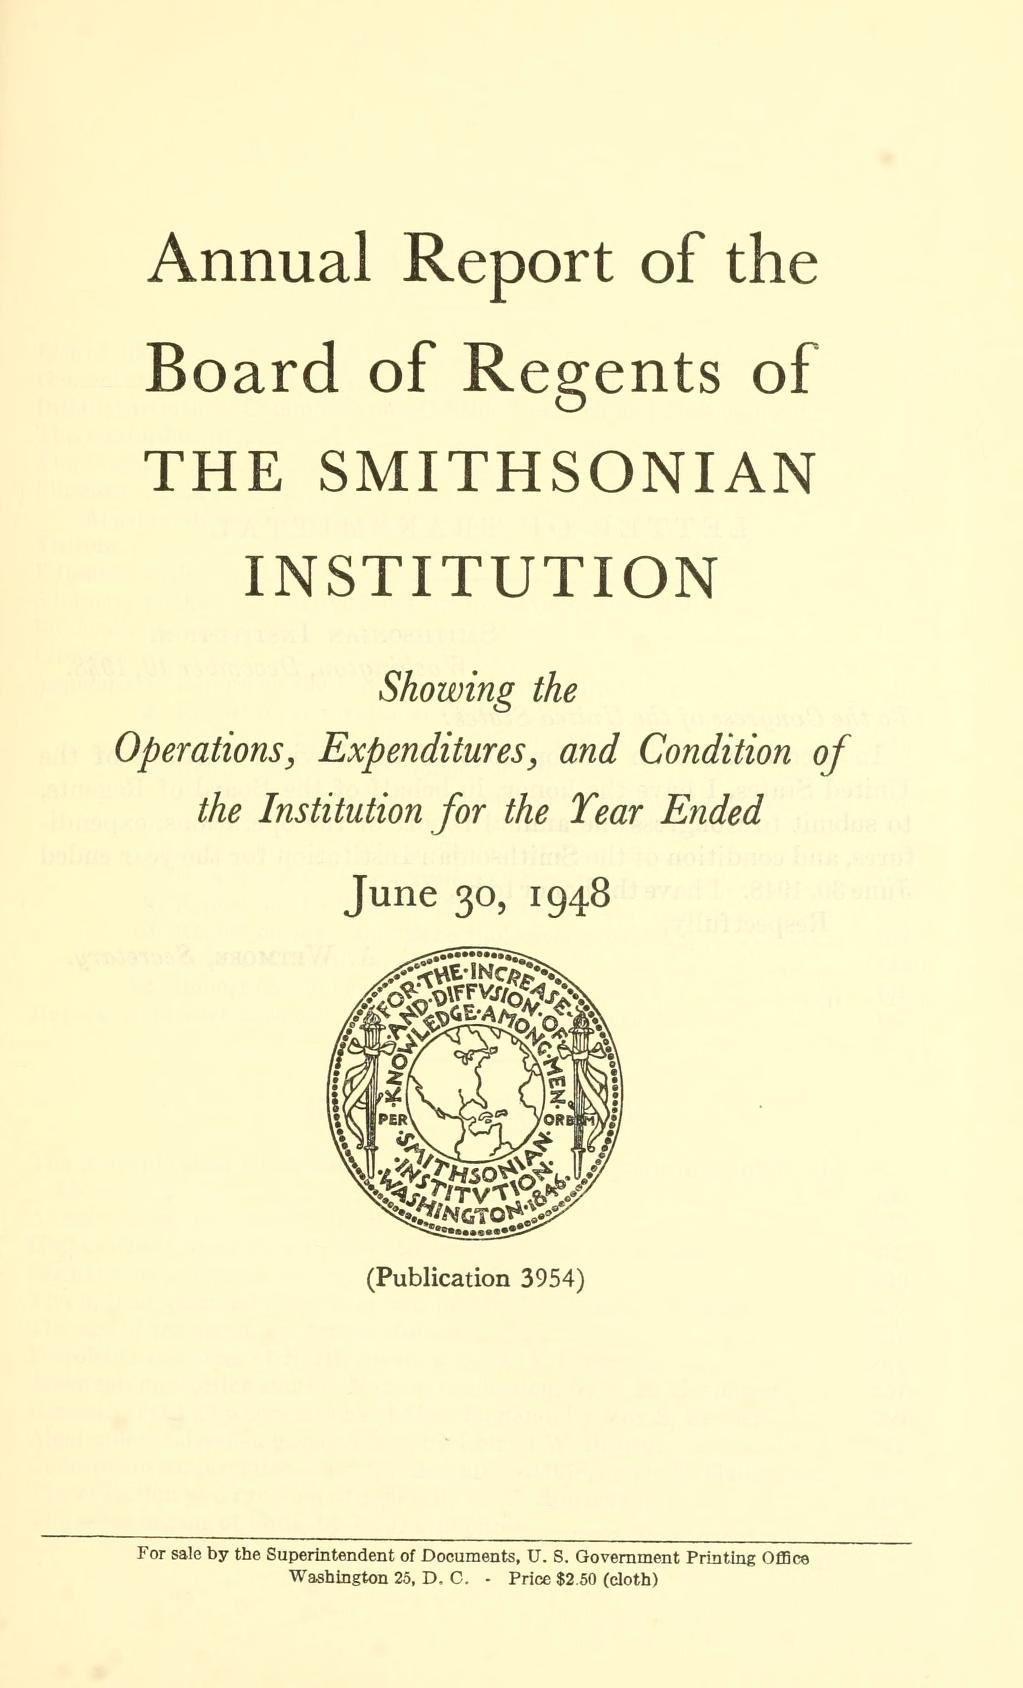 Annual Report of the
Board of Regents of
THE SMITHSONIAN
INSTITUTION
Showing the
Operations, Expenditures, and Condition of
the Institution for the Year Ended
June 30, 1948
FOR·THE·INCREASE·
·AND·DIFFVSION·OF·
·KNOWLEDGE·AMONG·MEN·
PER ORBEM
·SMITHSONIAN·
·INSTITVTION·
·WASHINGTON·1846·
(Publication 3954)
For sale by the Superintendent of Documents, U. S. Government Printing Office
Washington 25, D. C. - Price $2.50 (cloth)